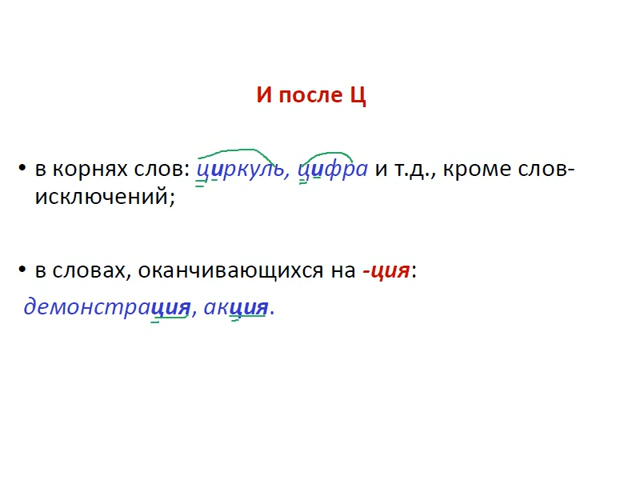 И после Ц
• в корнях слов: циркуль, цифра и т.д., кроме слов-
исключений;
• в словах, оканчивающихся на -ция:
демонстрация, акция.